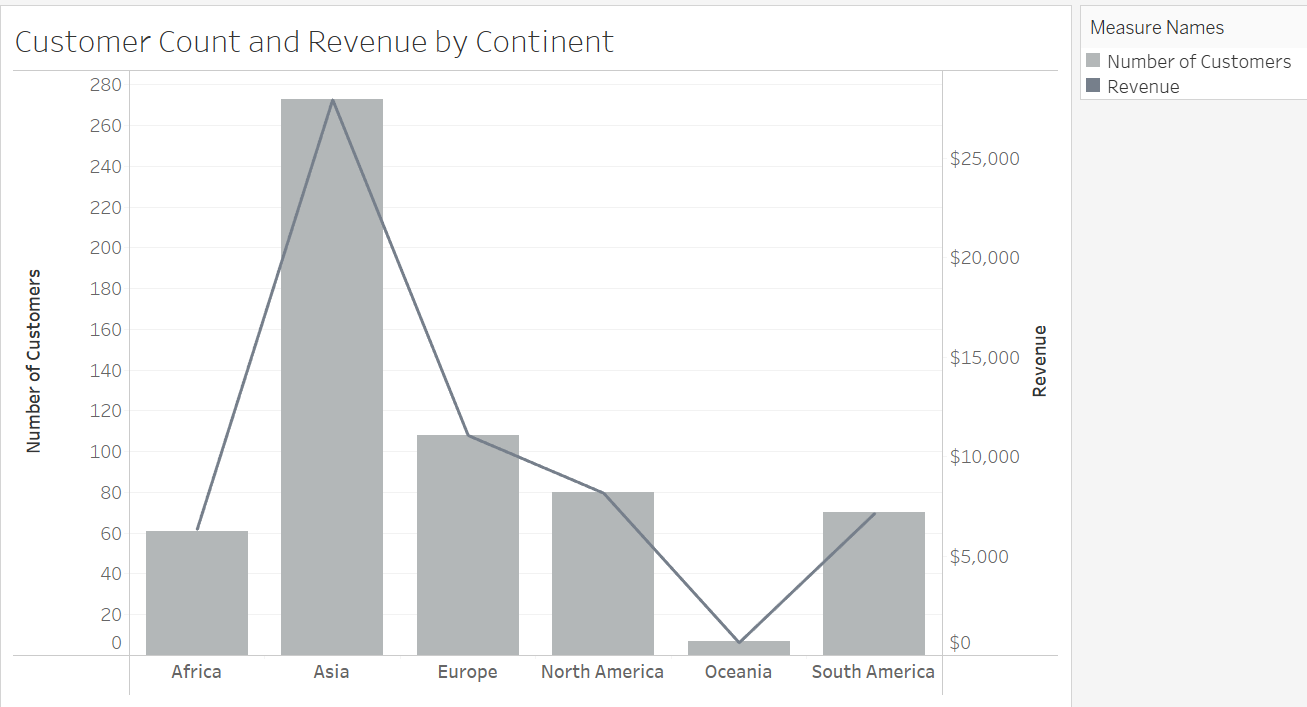 Customer Count and Revenue by Continent
Measure Names
Number of Customers
Revenue
Number of Customers
280
260
240
220
200
180
160
140
120
100
80
60
40
20
0
$25,000
$20,000
$15,000
$10,000
$5,000
$0
Revenue
Africa
Asia
Europe
North America
Oceania
South America